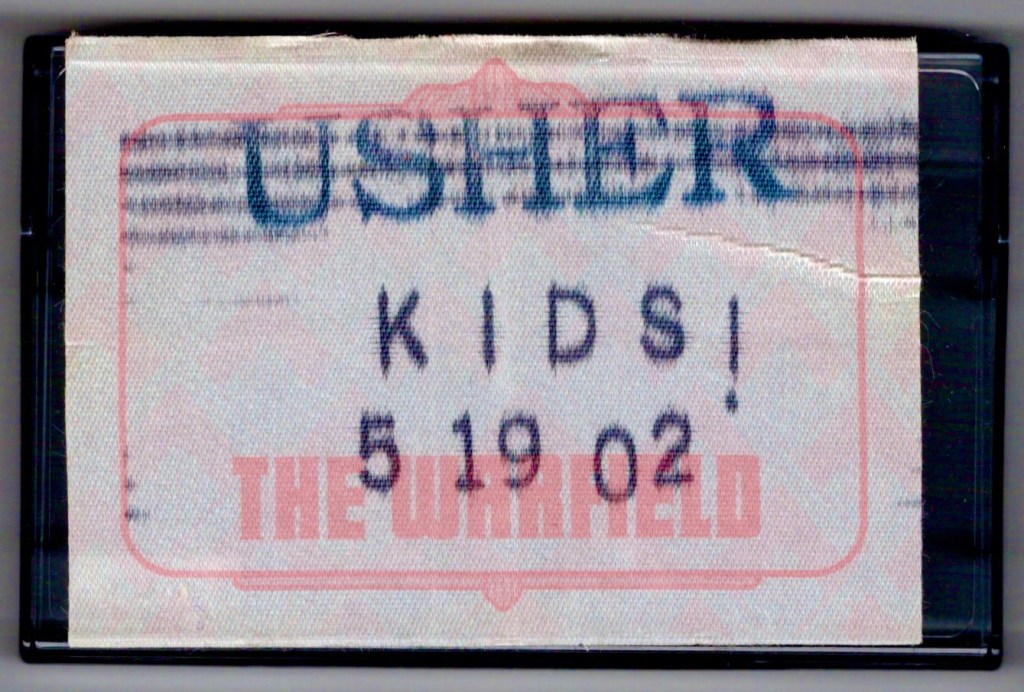 USHER
KIDS!
5 19 02
THE WARFIELD